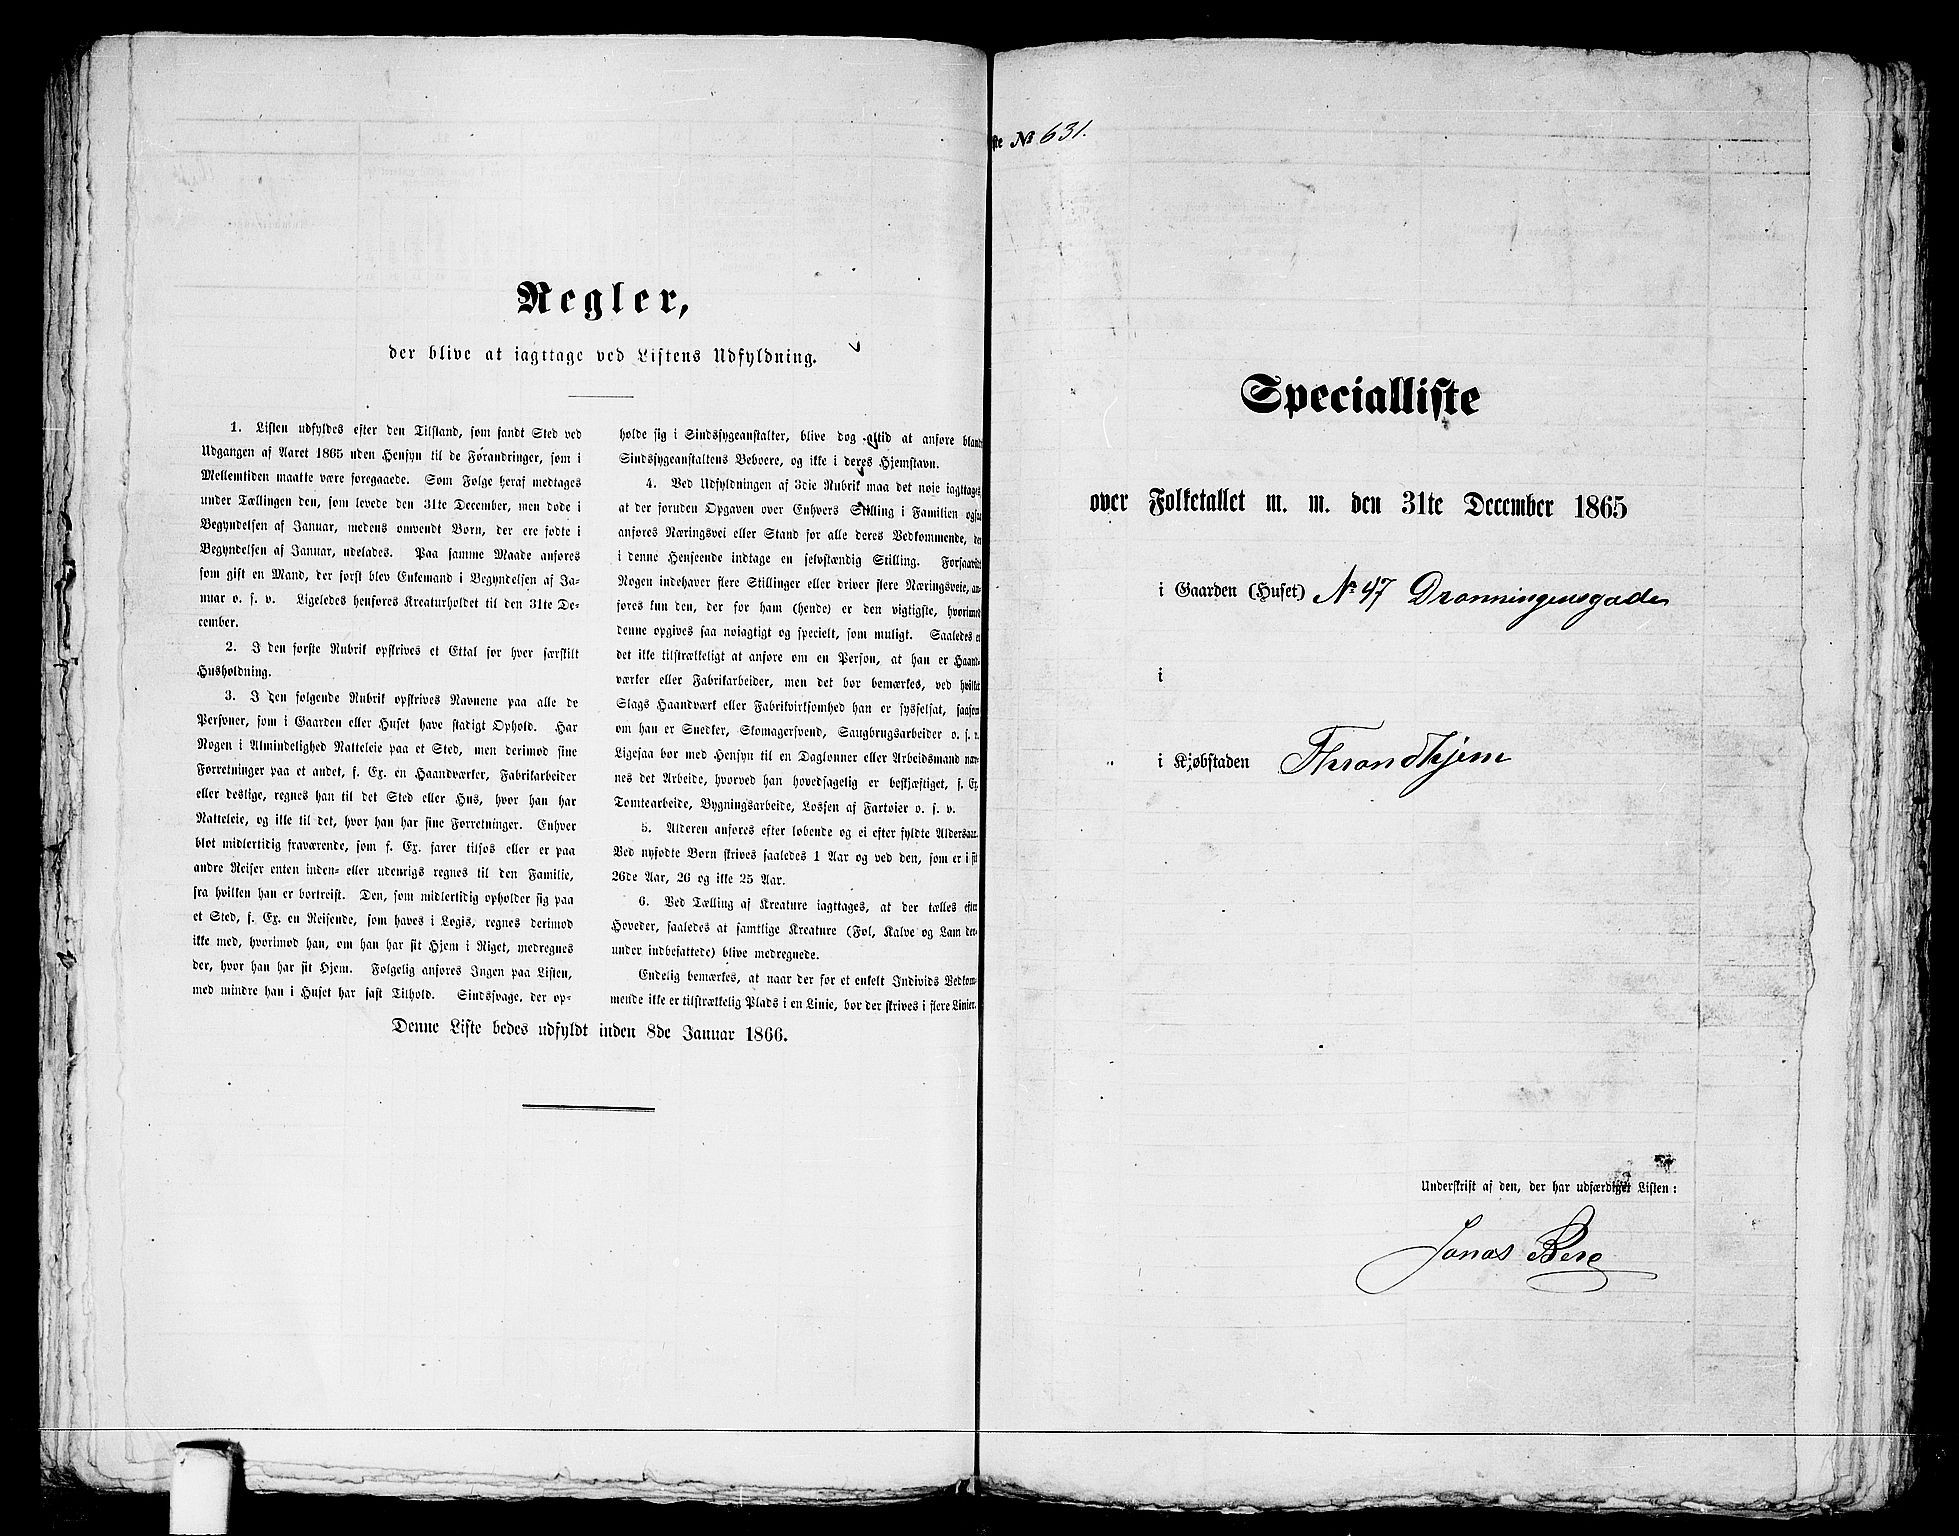 Regler,
der blive at iagttage ved Listens Udfyldning.
1. Listen udfyldes efter den Tilstand, som fandt Sted ved
Udgangen af Aaret 1865 uden Hensyn til de Forandringer, som i
Mellemtiden maatte være foregaaede. Som Følge heraf medtages
under Tællingen den, som levede den 31te December, men døde i
Begyndelsen af Januar, medens omvendt Børn, der ere fødte i
Begyndelsen af Januar, udelades. Paa samme Maade anføres
som gift en Mand, der først blev Enkemand i Begyndelsen af Ja-
nuar o. s. v. Ligeledes henføres Kreaturholdet til den 31te De-
cember.
2. I den første Rubrik opskrives et Ettal for hver særskilt
Husholdning.
3. I den følgende Rubrik opskrives Navnene paa alle de
Personer, som i Gaarden eller Huset have stadigt Ophold. Har
Nogen i Almindelighed Natteleie paa et Sted, men derimod sine
Forretninger paa et andet, f. Ex. en Haandværker, Fabrikarbeider
eller deslige, regnes han til det Sted eller Hus, hvor han har
Natteleie, og ikke til det, hvor han har sine Forretninger. Enhver
blot midlertidig fraværende, som f. Ex. farer tilsøs eller er paa
andre Reiser enten inden- eller udenrigs regnes til den Familie,
fra hvilken han er bortreist. Den, som midlertidig opholder sig paa
et Sted, f. Ex. en Reisende, som haves i Logis, regnes derimod
ikke med, hvorimod han, om han har sit Hjem i Riget, medregnes
der, hvor han har sit Hjem. Følgelig anføres Ingen paa Listen,
med mindre han i Huset har fast Tilhold. Sindssvage, der op-
holde sig i Sindssygeanstalter, blive dog altid at anføre blandt
Sindssygeanstaltens Beboere, og ikke i deres Hjemstavn.
4. Ved Udfyldningen af 3die Rubrik maa det nøie iagttages,
at der foruden Opgaven over Enhvers Stilling i Familien ogsaa
anføres Næringsvei eller Stand for alle deres Vedkommende, der
i denne Henseende indtage en selvstændig Stilling. Forsaavidt
Nogen indehaver flere Stillinger eller driver flere Næringsveie, an-
føres kun den, der for ham (hende) er den vigtigste, hvorimod
denne opgives saa nøiagtigt og specielt, som muligt. Saaledes er
det ikke tilstrækkeligt at anføre om en Person, at han er Haand-
værker eller Fabrikarbeider, men det bør bemærkes, ved hvilket
Slags Haandværk eller Fabrikvirksomhed han er sysselsat, saasom
om han er Snedker, Skomagersvend, Saugbrugsarbeider o. s. v.
Ligesaa bør med Hensyn til en Daglønner eller Arbeidsmand næv-
nes det Arbeide, hvorved han hovedsagelig er beskjæftiget, f. Ex.
Tomtearbeide, Bygningsarbeide, Lossen af Fartøier o. s. v.
5. Alderen anføres efter løbende og ei efter fyldte Aldersaar.
Ved nyfødte Børn skrives saaledes 1 Aar og ved den, som er i sit
26de Aar, 26 og ikke 25 Aar.
6. Ved Tælling af Kreature iagttages, at der tælles efter
Hoveder, saaledes at samtlige Kreature (Føl, Kalve og Lam der-
under indbefattede) blive medregnede.
Endelig bemærkes, at naar der for et enkelt Individs Vedkom-
mende ikke er tilstrækkelig Plads i en Linie, bør der skrives i flere Linier.
Denne Liste bedes udfyldt inden 8de Januar 1866.
ste № 631.
Specialliste
over Folketallet m. m. den 31te December 1865
i Gaarden (Huset) № 47 Dronningensgade
i
i Kjøbstaden Throndhjem
Underskrift af den, der har udfærdiget Listen:
Jonas Berg